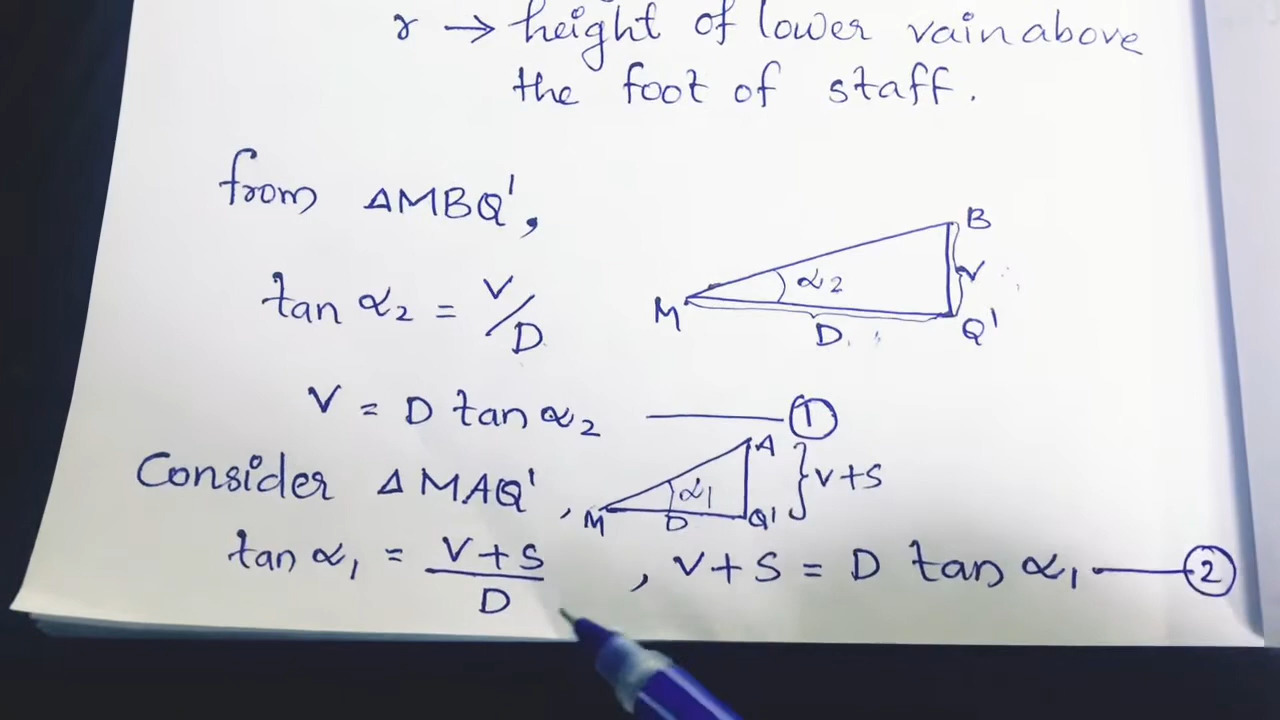 r → height of lower vain above
the foot of staff.
from ΔMBQ',
tan α2 = V/D
M α2 D. B V Q'
V = D tan α2 ——— ①
Consider ΔMAQ', M α1 D A Q' } V+S
tan α1 = V+S/D , V+S = D tan α1 ——— ②